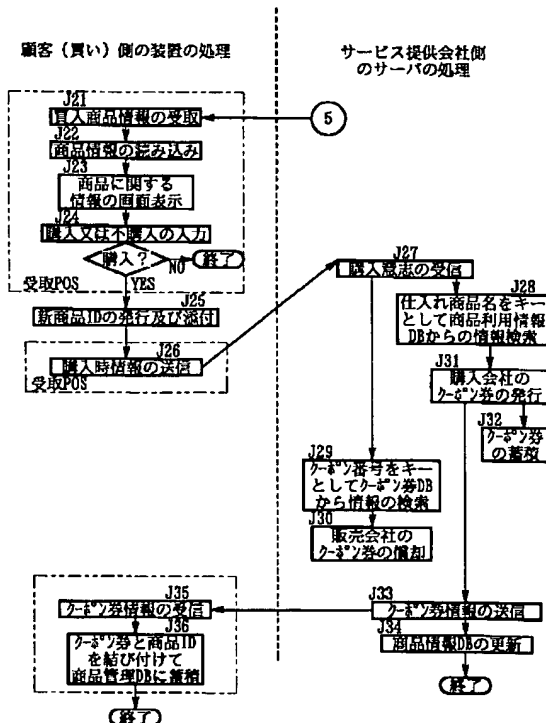 顧客（買い）側の装置の処理
サービス提供会社側
のサーバの処理
J21
買入商品情報の受取
5
J22
商品情報の読み込み
J23
商品に関する
情報の画面表示
J24
購入又は不購入の入力
購入？
NO
終了
YES
受取POS
J25
新商品IDの発行及び添付
J26
購入時情報の送信
受取POS
J27
購入意志の受信
J28
仕入れ商品名をキー
として商品利用情報
DBからの情報検索
J31
購入会社の
クーポン券の発行
J32
クーポン券
の蓄積
J29
クーポン番号をキー
としてクーポン券DB
から情報の検索
J30
販売会社の
クーポン券の償却
J33
クーポン券情報の送信
J34
商品情報DBの更新
終了
J35
クーポン券情報の受信
J36
クーポン券と商品ID
を結び付けて
商品管理DBに蓄積
終了